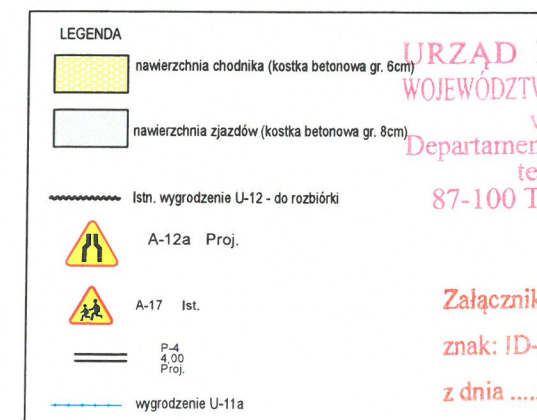 LEGENDA
nawierzchnia chodnika (kostka betonowa gr. 6cm)
nawierzchnia zjazdów (kostka betonowa gr. 8cm)
Istn. wygrodzenie U-12 - do rozbiórki
A-12a Proj.
A-17 Ist.
P-4
4,00
Proj.
wygrodzenie U-11a
URZĄD
WOJEWÓDZTW
Departamen
te
87-100 T
Załącznik
znak: ID-
z dnia .....